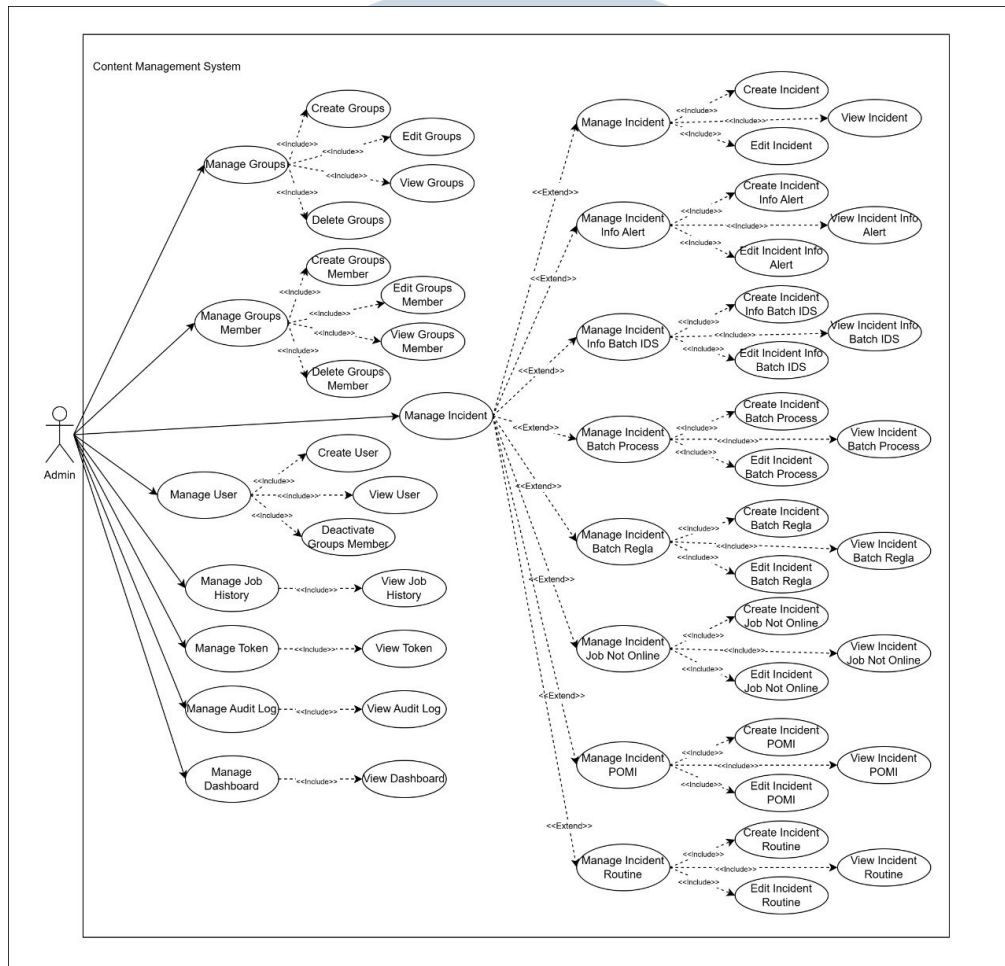 Content Management System
Admin
Manage Groups
<<Include>>
Create Groups
<<Include>>
Edit Groups
<<Include>>
View Groups
<<Include>>
Delete Groups
Manage Groups
Member
<<Include>>
Create Groups
Member
<<Include>>
Edit Groups
Member
<<Include>>
View Groups
Member
<<Include>>
Delete Groups
Member
Manage Incident
Manage User
<<Include>>
Create User
<<Include>>
View User
<<Include>>
Deactivate
Groups Member
Manage Job
History
<<Include>>
View Job
History
Manage Token
<<Include>>
View Token
Manage Audit Log
<<Include>>
View Audit Log
Manage
Dashboard
<<Include>>
View Dashboard
<<Extend>>
Manage Incident
<<Include>>
Create Incident
<<Include>>
View Incident
<<Include>>
Edit Incident
<<Extend>>
Manage Incident
Info Alert
<<Include>>
Create Incident
Info Alert
<<Include>>
View Incident Info
Alert
<<Include>>
Edit Incident Info
Alert
<<Extend>>
Manage Incident
Info Batch IDS
<<Include>>
Create Incident
Info Batch IDS
<<Include>>
View Incident Info
Batch IDS
<<Include>>
Edit Incident Info
Batch IDS
<<Extend>>
Manage Incident
Batch Process
<<Include>>
Create Incident
Batch Process
<<Include>>
View Incident
Batch Process
<<Include>>
Edit Incident
Batch Process
<<Extend>>
Manage Incident
Batch Regla
<<Include>>
Create Incident
Batch Regla
<<Include>>
View Incident
Batch Regla
<<Include>>
Edit Incident
Batch Regla
<<Extend>>
Manage Incident
Job Not Online
<<Include>>
Create Incident
Job Not Online
<<Include>>
View Incident
Job Not Online
<<Include>>
Edit Incident
Job Not Online
<<Extend>>
Manage Incident
POMI
<<Include>>
Create Incident
POMI
<<Include>>
View Incident
POMI
<<Include>>
Edit Incident
POMI
<<Extend>>
Manage Incident
Routine
<<Include>>
Create Incident
Routine
<<Include>>
View Incident
Routine
<<Include>>
Edit Incident
Routine